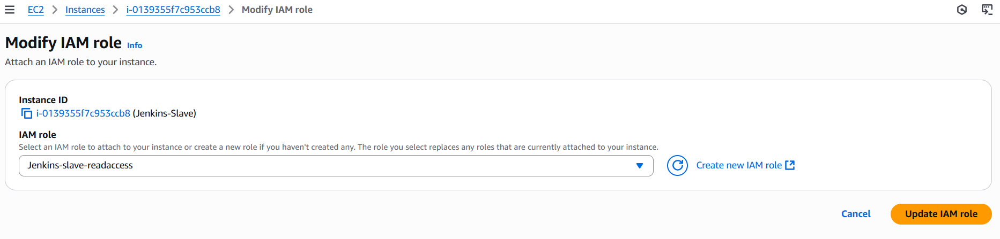 EC2 > Instances > i-0139355f7c953ccb8 > Modify IAM role
Modify IAM role Info
Attach an IAM role to your instance.
Instance ID
i-0139355f7c953ccb8 (Jenkins-Slave)
IAM role
Select an IAM role to attach to your instance or create a new role if you haven't created any. The role you select replaces any roles that are currently attached to your instance.
Jenkins-slave-readaccess
Create new IAM role
Cancel
Update IAM role